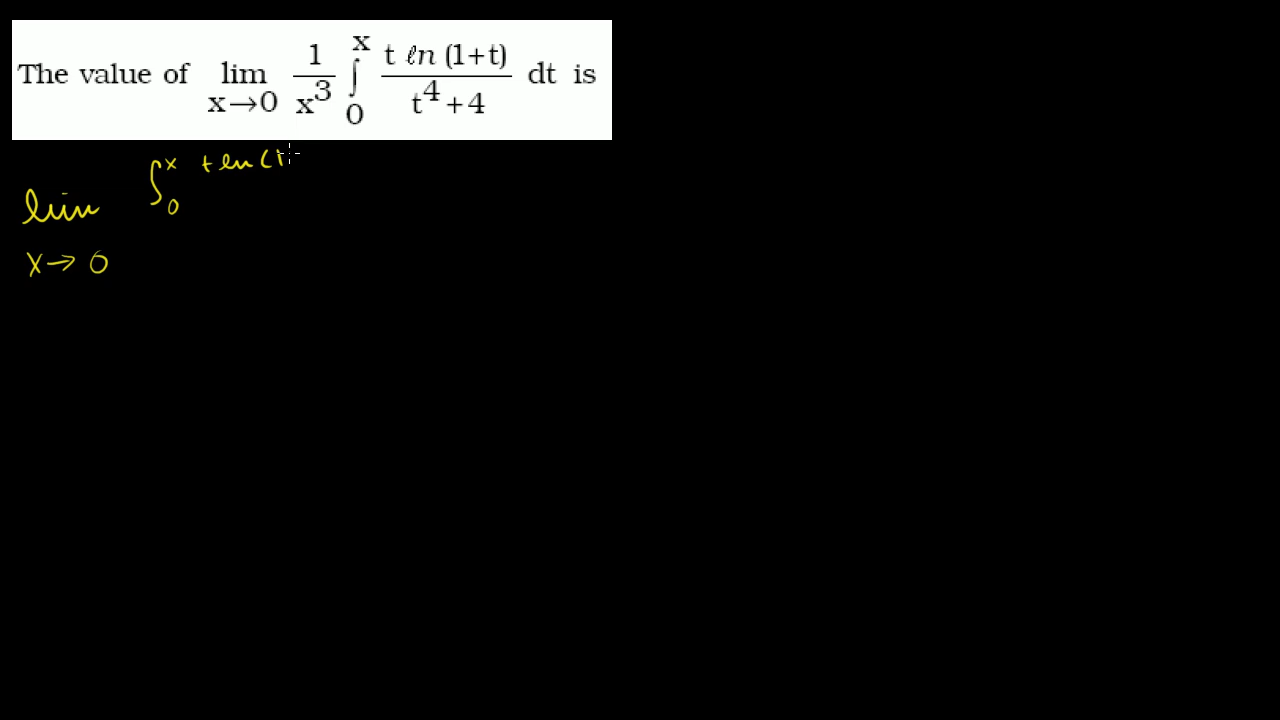 The value of lim x→0 1/x³ ∫₀ˣ t ln (1+t)/t⁴+4 dt is
lim x→0 ∫₀ˣ t ln (1